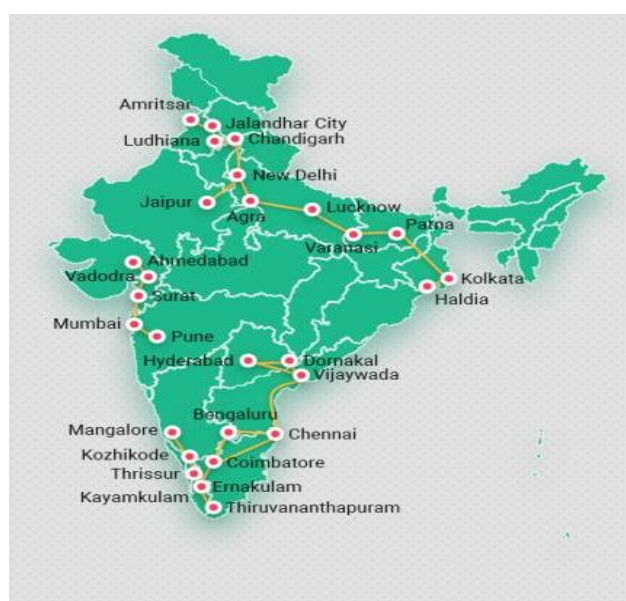 Amritsar
Jalandhar City
Ludhiana
Chandigarh
New Delhi
Jaipur
Agra
Lucknow
Patna
Varanasi
Ahmedabad
Vadodra
Kolkata
Surat
Haldia
Mumbai
Pune
Hyderabad
Dornakal
Vijaywada
Bengaluru
Mangalore
Chennai
Kozhikode
Coimbatore
Thrissur
Ernakulam
Kayamkulam
Thiruvananthapuram